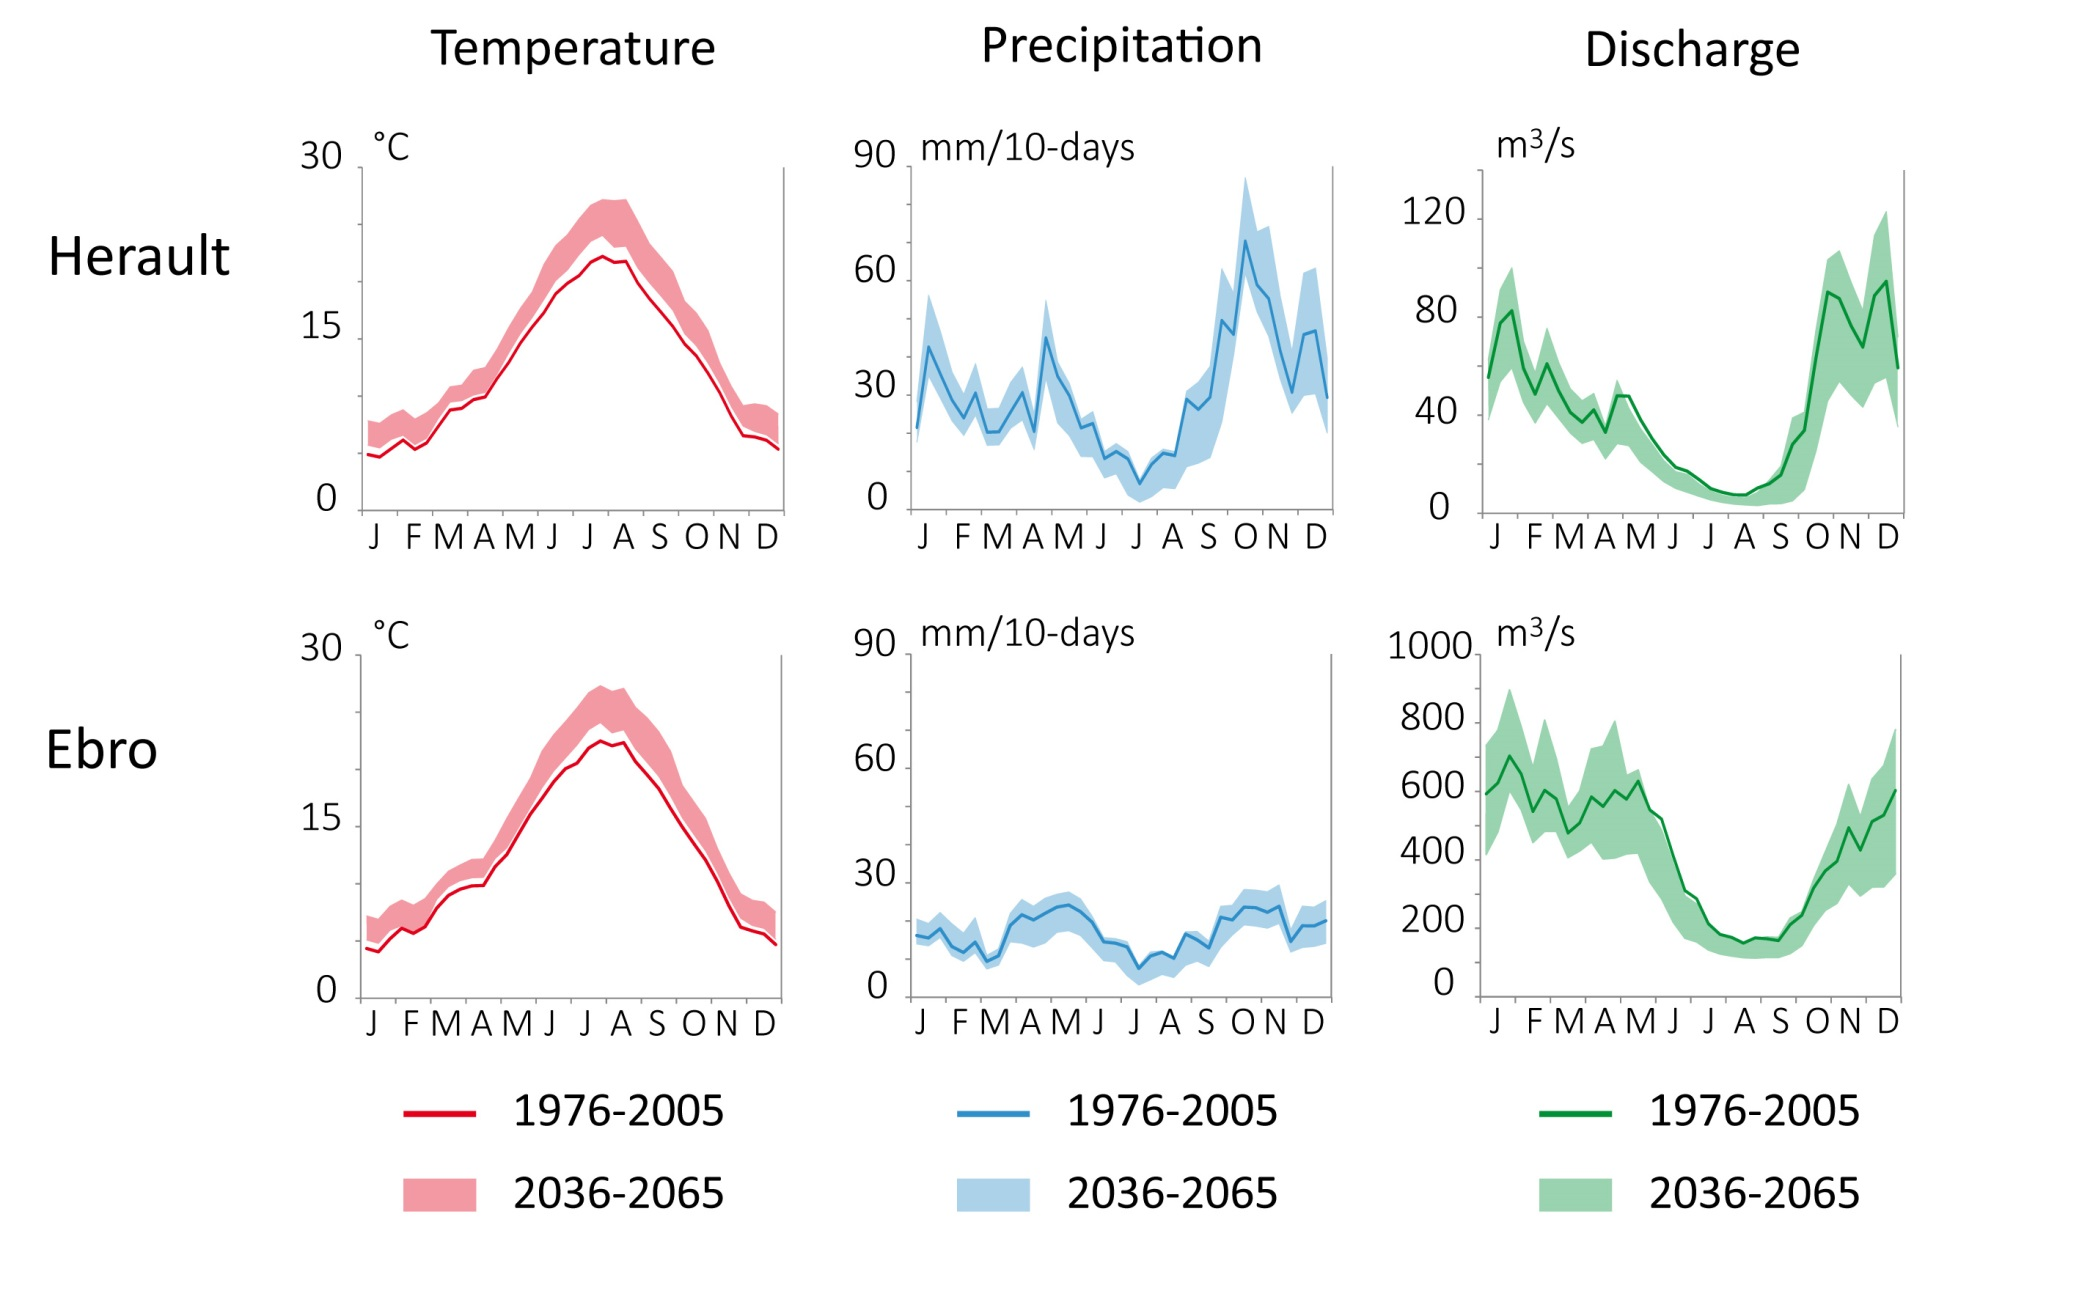 Temperature Precipitation Discharge
Herault
°C
30
15
0
J F M A M J J A S O N D
mm/10-days
90
60
30
0
J F M A M J J A S O N D
m³/s
120
80
40
0
J F M A M J J A S O N D
Ebro
°C
30
15
0
J F M A M J J A S O N D
mm/10-days
90
60
30
0
J F M A M J J A S O N D
m³/s
1000
800
600
400
200
0
J F M A M J J A S O N D
1976-2005 1976-2005 1976-2005
2036-2065 2036-2065 2036-2065